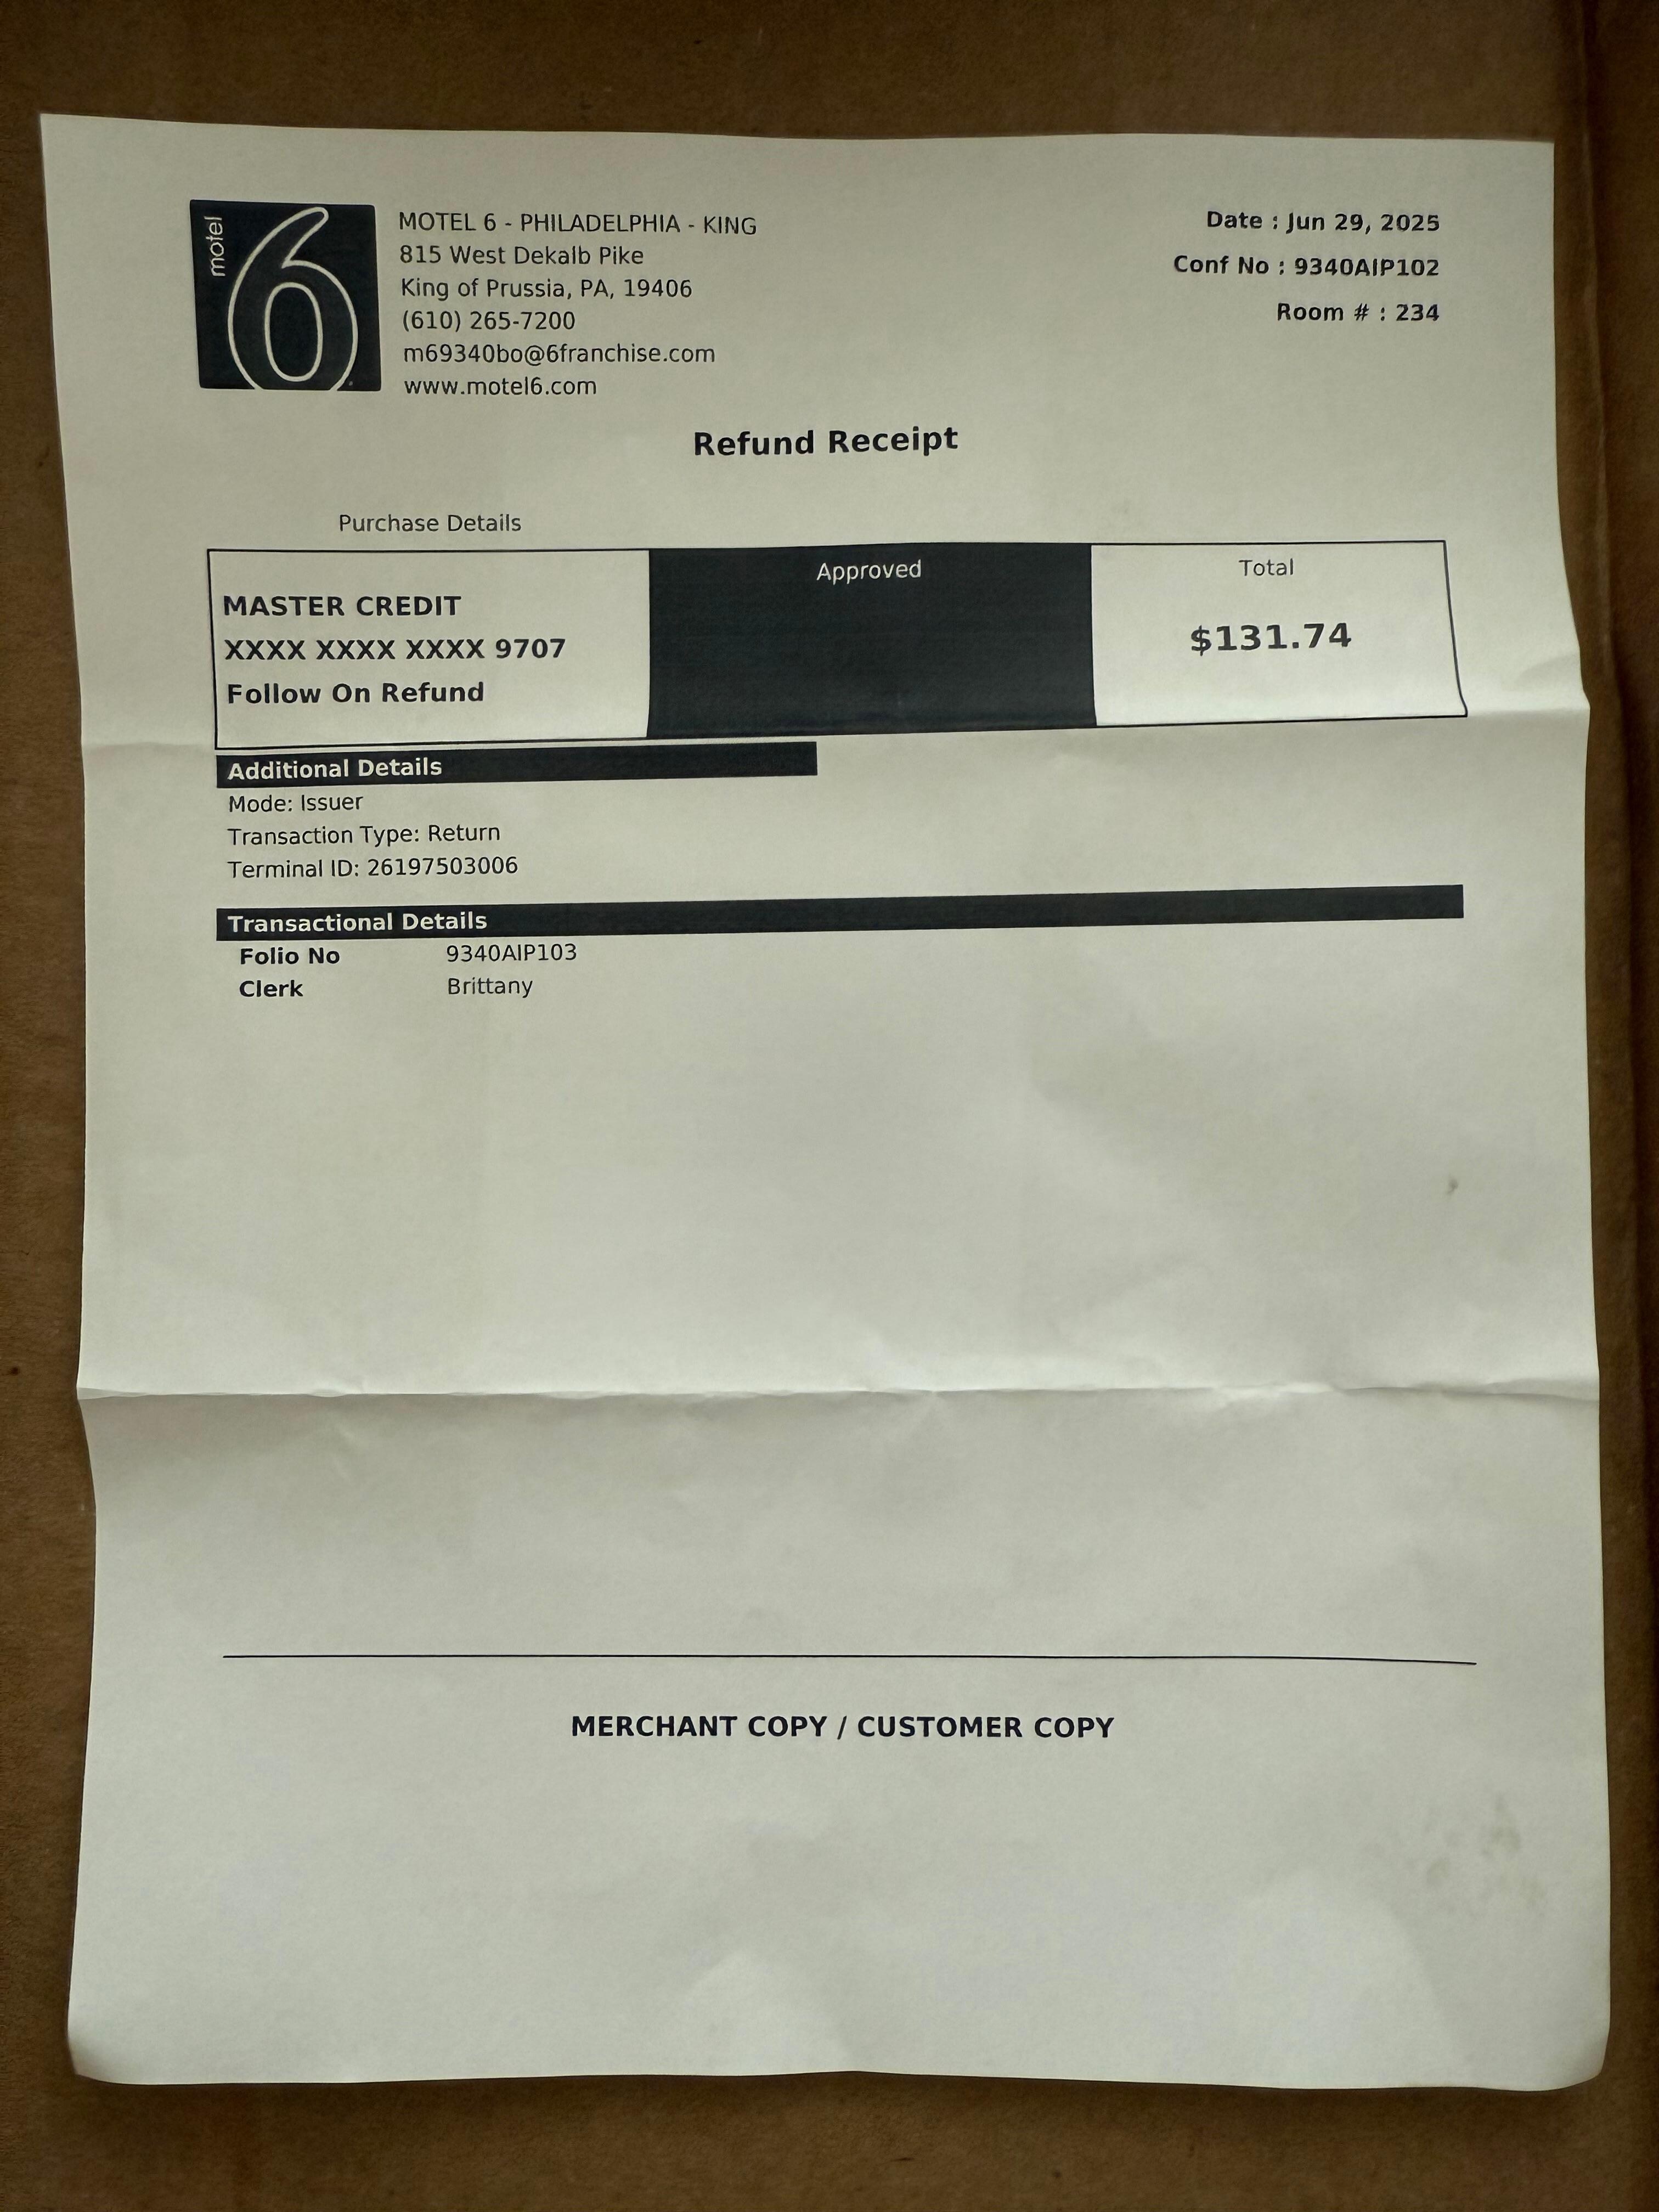 motel
6
MOTEL 6 - PHILADELPHIA - KING
815 West Dekalb Pike
King of Prussia, PA, 19406
(610) 265-7200
m69340bo@6franchise.com
www.motel6.com
Date : Jun 29, 2025
Conf No : 9340AIP102
Room # : 234
Refund Receipt
Purchase Details
MASTER CREDIT
XXXX XXXX XXXX 9707
Follow On Refund
Approved
Total
$131.74
Additional Details
Mode: Issuer
Transaction Type: Return
Terminal ID: 26197503006
Transactional Details
Folio No 9340AIP103
Clerk Brittany
MERCHANT COPY / CUSTOMER COPY